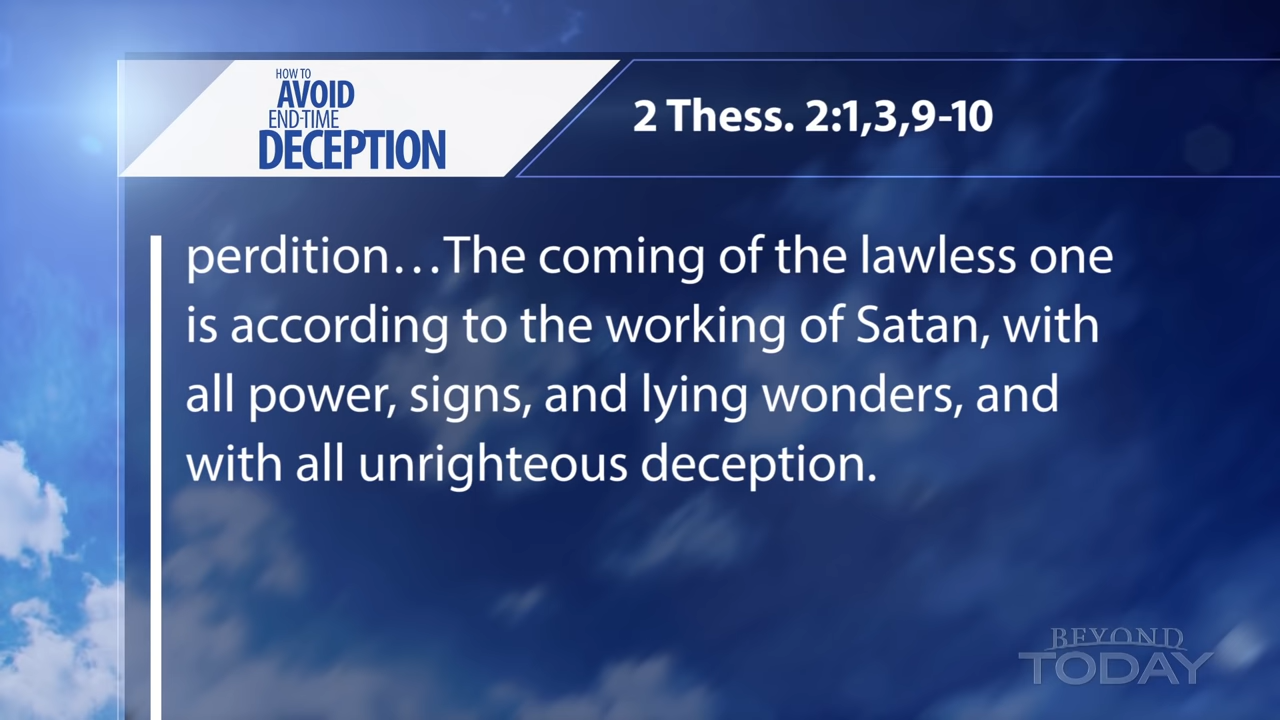 HOW TO
AVOID
END-TIME
DECEPTION
2 Thess. 2:1,3,9-10
perdition…The coming of the lawless one
is according to the working of Satan, with
all power, signs, and lying wonders, and
with all unrighteous deception.
BEYOND
TODAY